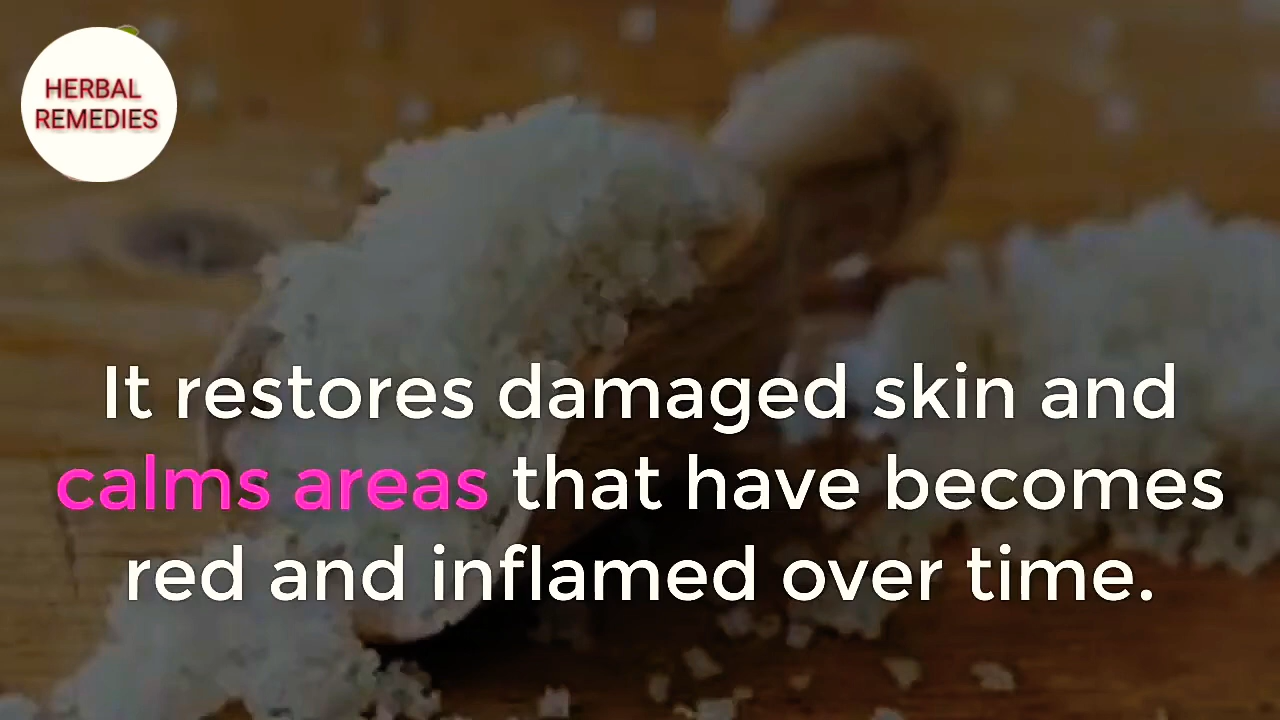 HERBAL
REMEDIES
It restores damaged skin and
calms areas that have becomes
red and inflamed over time.